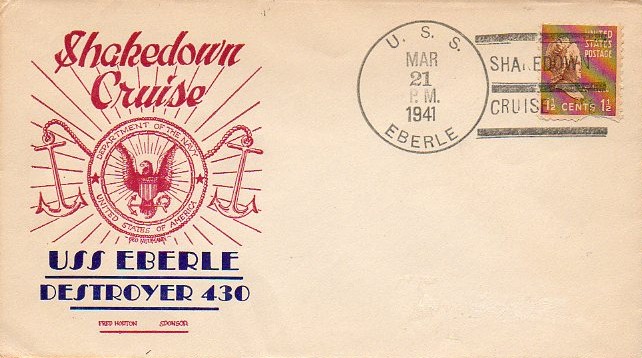 Shakedown
Cruise
DEPARTMENT OF THE NAVY
UNITED STATES OF AMERICA
USS EBERLE
DESTROYER 430
FRED HORTON SPONSOR
U. S. S.
MAR
21
P.M.
1941
EBERLE
SHAKEDOWN
CRUISE
UNITED
STATES
POSTAGE
1½ CENTS 1½